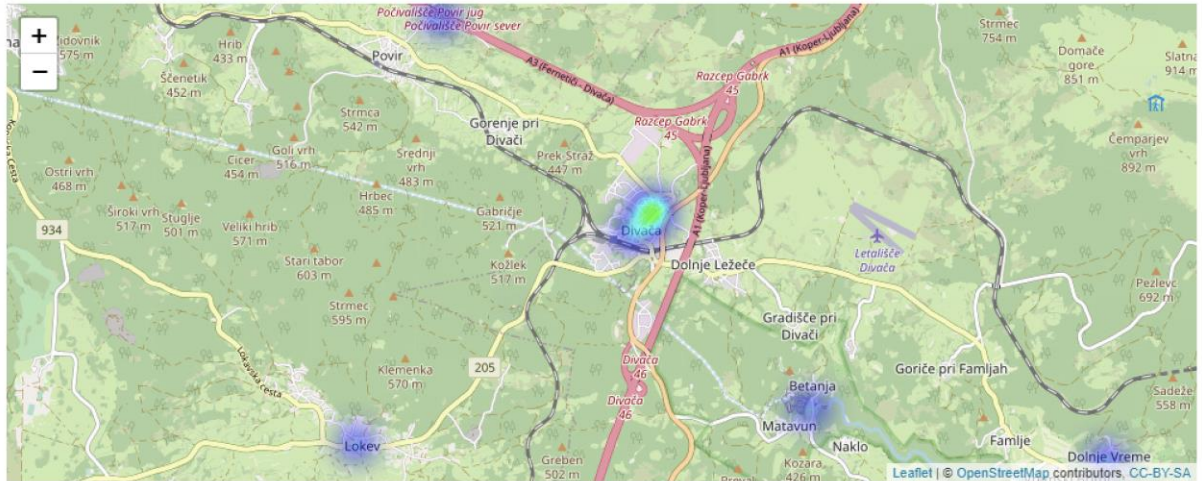 +
−
Počivališče Povir jug
Počivališče Povir sever
Povir
Hrib
433 m
575 m
Ščenetik
452 m
Strmca
542 m
A3 (Fernetiči - Divača)
A1 (Koper-Ljubljana)
Razcep Gabrk
45
Razcep Gabrk
45
Strmec
754 m
Domače
gore
851 m
914 m
Čemparjev
vrh
892 m
Gorenje pri
Divači
Goli vrh
516 m
Cicer
454 m
Srednji
vrh
483 m
Prek Straž
447 m
Ostri vrh
468 m
Hrbec
485 m
Široki vrh
517 m
Stuglje
501 m
Veliki hrib
571 m
Gabričje
521 m
934
Divača
A1 (Koper-Ljubljana)
Letališče
Divača
Stari tabor
603 m
Kožlek
517 m
Dolnje Ležeče
Strmec
595 m
Pezlevc
692 m
Gradišče pri
Divači
Lokavska cesta
Klemenka
570 m
205
Divača
46
Divača
46
Goriče pri Famljah
Betanja
Sadež
558 m
Matavun
Lokev
Naklo
Famlje
Greben
502 m
Kozara
426 m
Dolnje Vreme
Leaflet | © OpenStreetMap contributors, CC-BY-SA